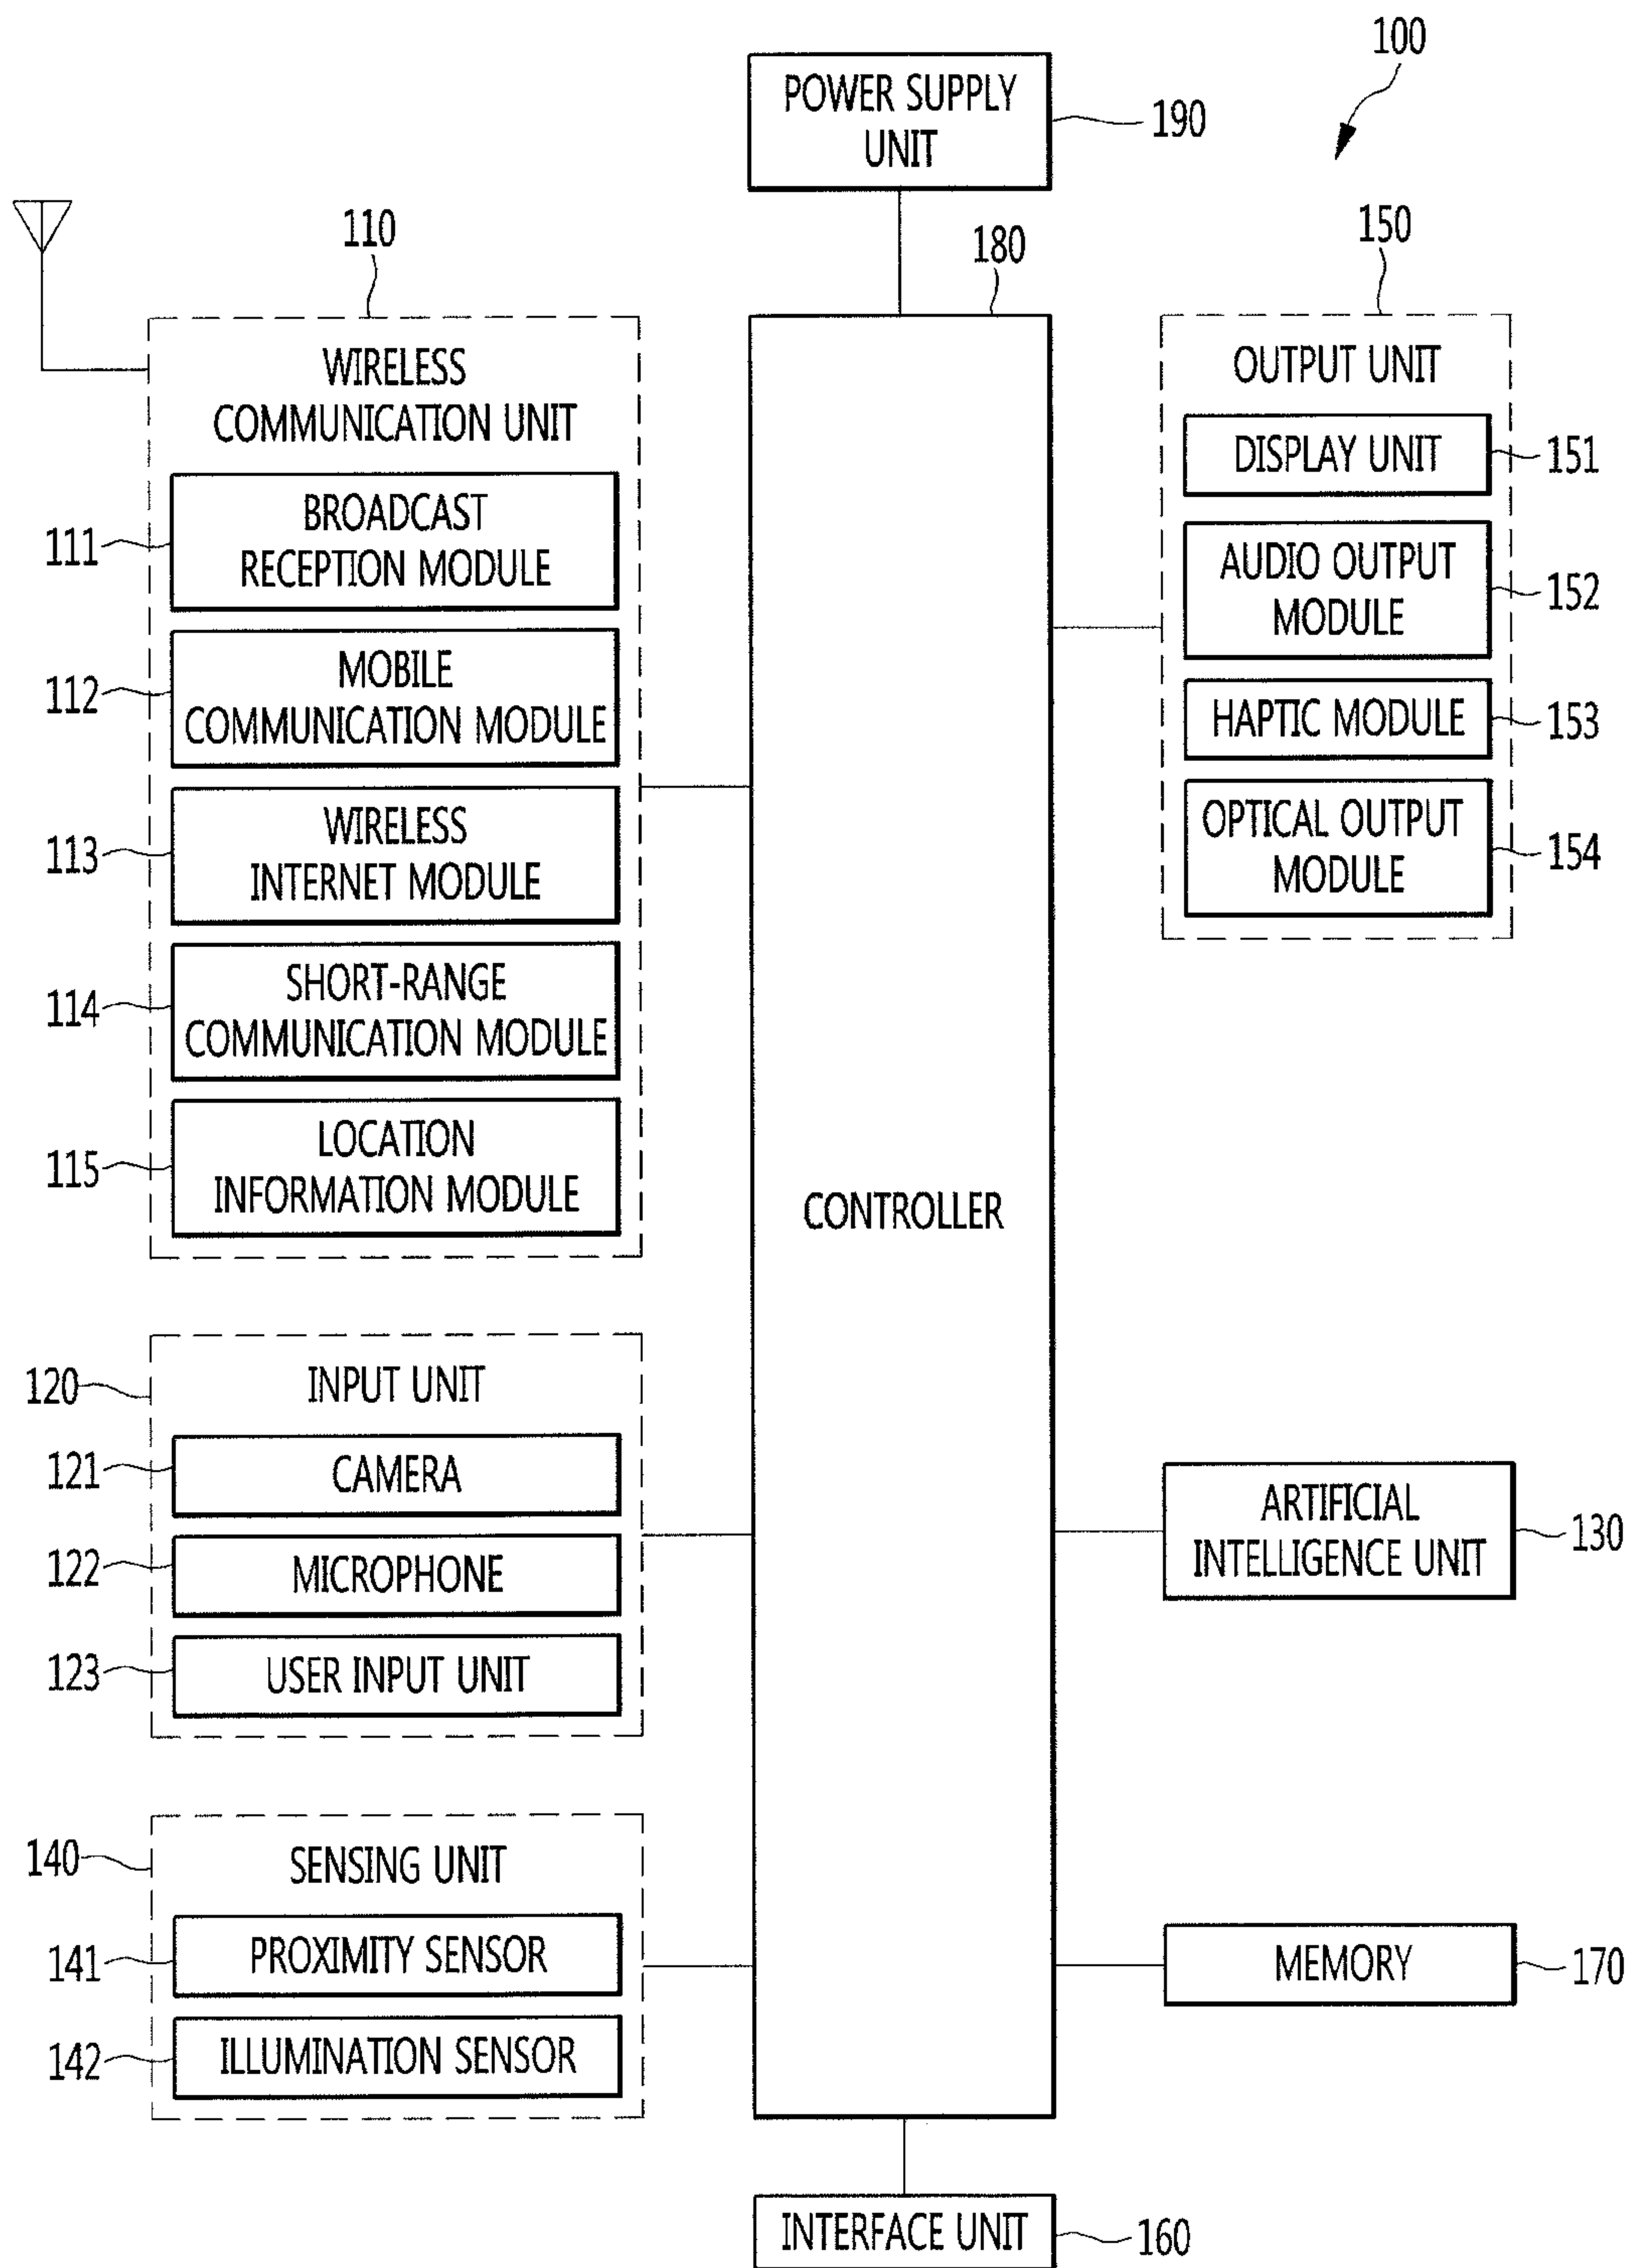 100
POWER SUPPLY
UNIT
190
110
180
150
WIRELESS
COMMUNICATION UNIT
111
BROADCAST
RECEPTION MODULE
112
MOBILE
COMMUNICATION MODULE
113
WIRELESS
INTERNET MODULE
114
SHORT-RANGE
COMMUNICATION MODULE
115
LOCATION
INFORMATION MODULE
120
INPUT UNIT
121
CAMERA
122
MICROPHONE
123
USER INPUT UNIT
140
SENSING UNIT
141
PROXIMITY SENSOR
142
ILLUMINATION SENSOR
CONTROLLER
OUTPUT UNIT
DISPLAY UNIT
151
AUDIO OUTPUT
MODULE
152
HAPTIC MODULE
153
OPTICAL OUTPUT
MODULE
154
ARTIFICIAL
INTELLIGENCE UNIT
130
MEMORY
170
INTERFACE UNIT
160